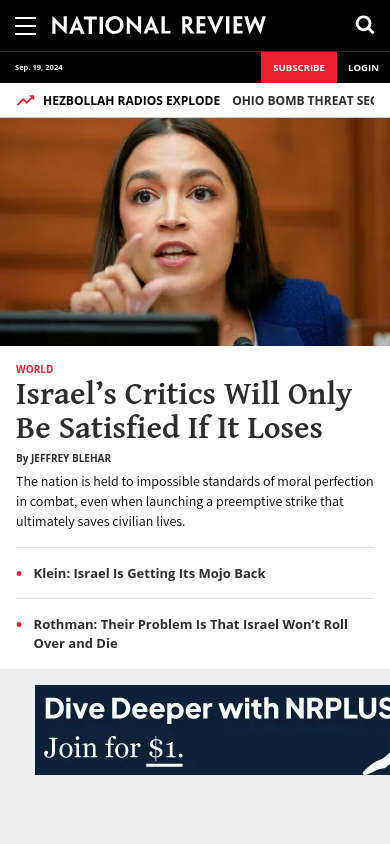 NATIONAL REVIEW
Sep. 19, 2024
SUBSCRIBE
LOGIN
HEZBOLLAH RADIOS EXPLODE OHIO BOMB THREAT SEC
WORLD
Israel’s Critics Will Only
Be Satisfied If It Loses
By JEFFREY BLEHAR
The nation is held to impossible standards of moral perfection
in combat, even when launching a preemptive strike that
ultimately saves civilian lives.
• Klein: Israel Is Getting Its Mojo Back
• Rothman: Their Problem Is That Israel Won’t Roll
Over and Die
Dive Deeper with NRPLUS
Join for $1.